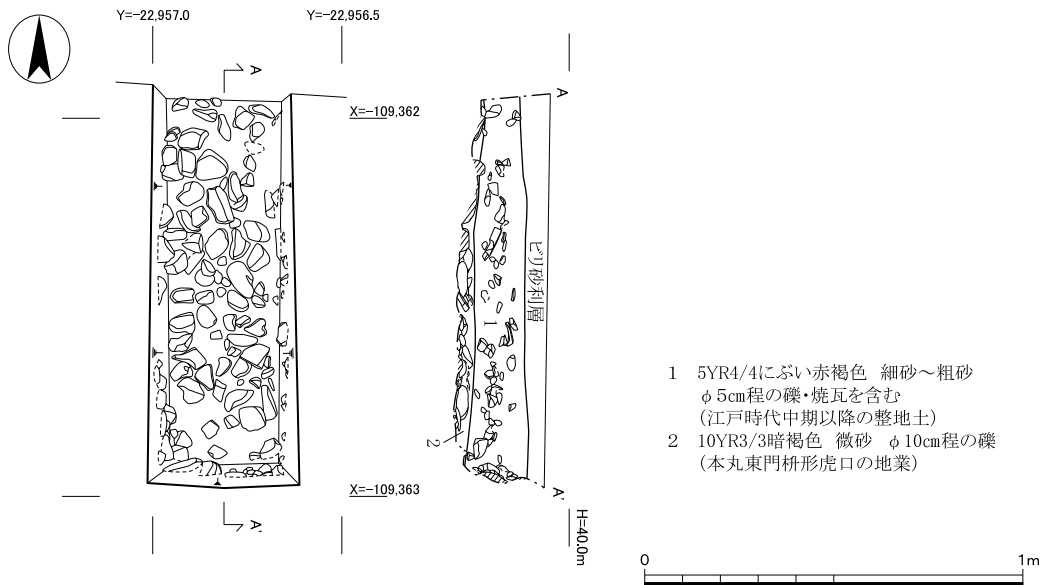 Y=-22,957.0
Y=-22,956.5
A
A
X=-109,362
ビリ砂利層
1
2
1　5YR4/4にぶい赤褐色　細砂～粗砂
φ5cm程の礫・焼瓦を含む
(江戸時代中期以降の整地土)
2　10YR3/3暗褐色　微砂　φ10cm程の礫
(本丸東門枡形虎口の地業)
X=-109,363
A'
A'
H=40.0m
0
1m